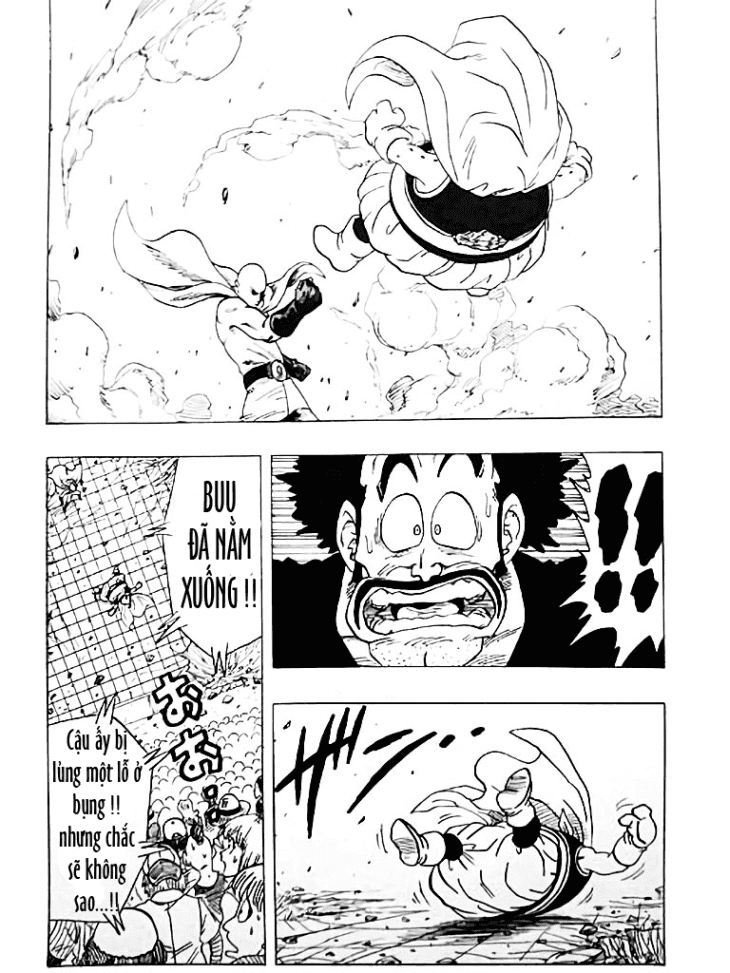 !!
BUU
ĐÃ NẰM
XUỐNG !!
おお..
Cậu ấy bị
lủng một lỗ ở
bụng !!
nhưng chắc
sẽ không
sao...!!